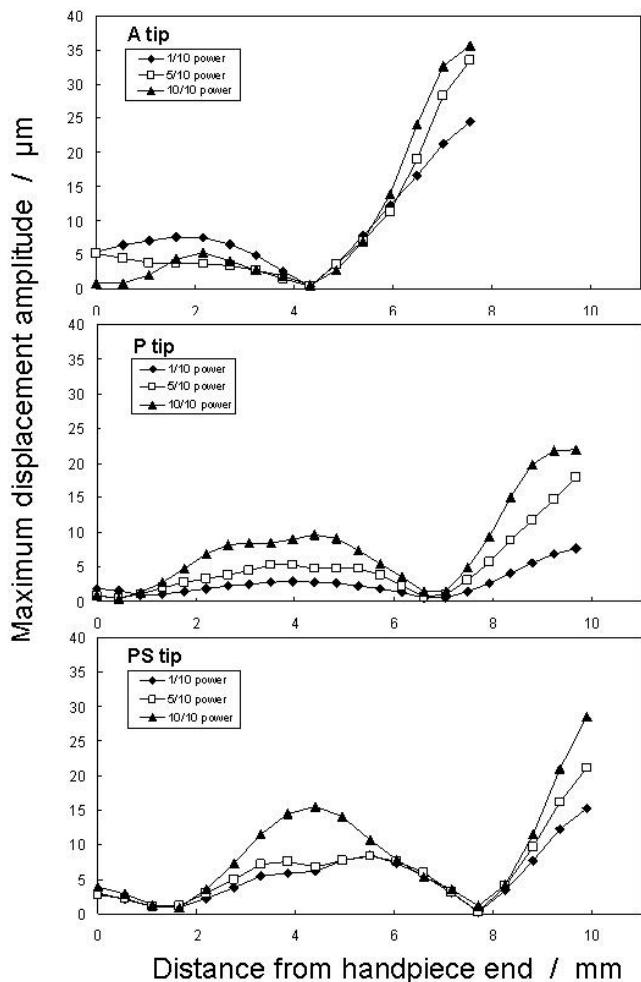 Maximum displacement amplitude / µm
40
35
30
25
20
15
10
5
0
A tip
1/10 power
5/10 power
10/10 power
0 2 4 6 8 10
40
35
30
25
20
15
10
5
0
P tip
1/10 power
5/10 power
10/10 power
0 2 4 6 8 10
40
35
30
25
20
15
10
5
0
PS tip
1/10 power
5/10 power
10/10 power
0 2 4 6 8 10
Distance from handpiece end / mm